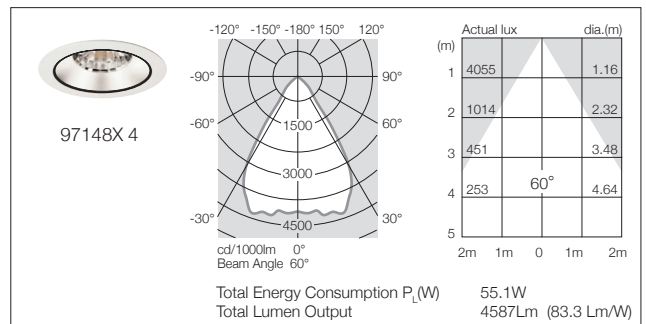 97148X 4
-120° -150° -180° 150° 120°
-90° 90°
-60° 60°
-30° 30°
1500
3000
4500
cd/1000lm 0°
Beam Angle 60°
Actual lux dia.(m)
(m)
1 4055 1.16
2 1014 2.32
3 451 3.48
4 253 60° 4.64
5
2m 1m 0 1m 2m
Total Energy Consumption P_L(W) 55.1W
Total Lumen Output 4587Lm (83.3 Lm/W)